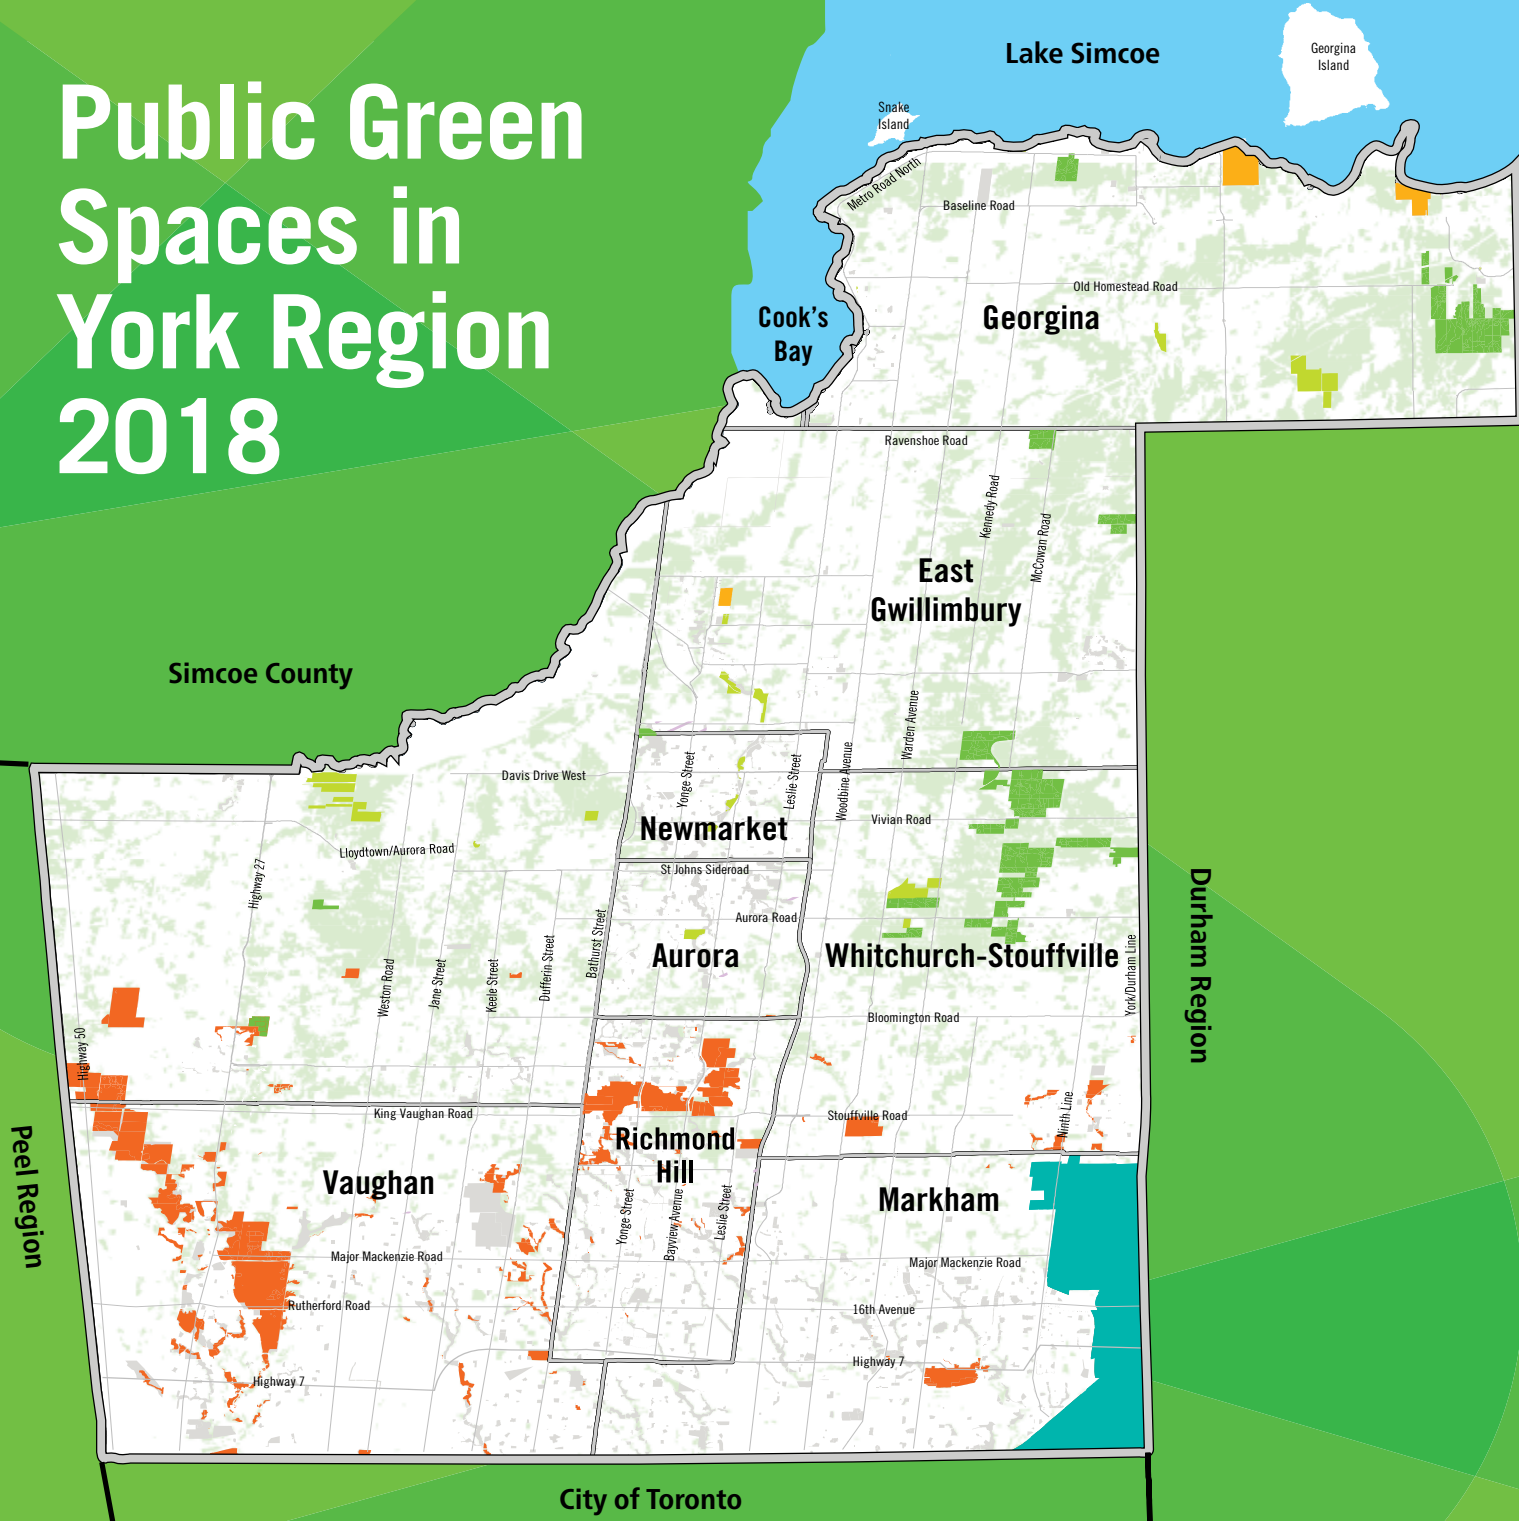 Public Green
Spaces in
York Region
2018
Lake Simcoe
Georgina
Island
Snake
Island
Metro Road North
Baseline Road
Old Homestead Road
Georgina
Cook's
Bay
Ravenshoe Road
Kennedy Road
McCowan Road
East
Gwillimbury
Simcoe County
Warden Avenue
Woodbine Avenue
Davis Drive West
Yonge Street
Leslie Street
Newmarket
Vivian Road
Lloydtown/Aurora Road
Highway 27
St Johns Sideroad
Aurora Road
Aurora
Whitchurch-Stouffville
Bathurst Street
Dufferin Street
Keele Street
Jane Street
Weston Road
York/Durham Line
Durham Region
Bloomington Road
Highway 50
King Vaughan Road
Stouffville Road
Ninth Line
Peel Region
Richmond
Hill
Vaughan
Markham
Yonge Street
Bayview Avenue
Leslie Street
Major Mackenzie Road
Major Mackenzie Road
Rutherford Road
16th Avenue
Highway 7
Highway 7
City of Toronto